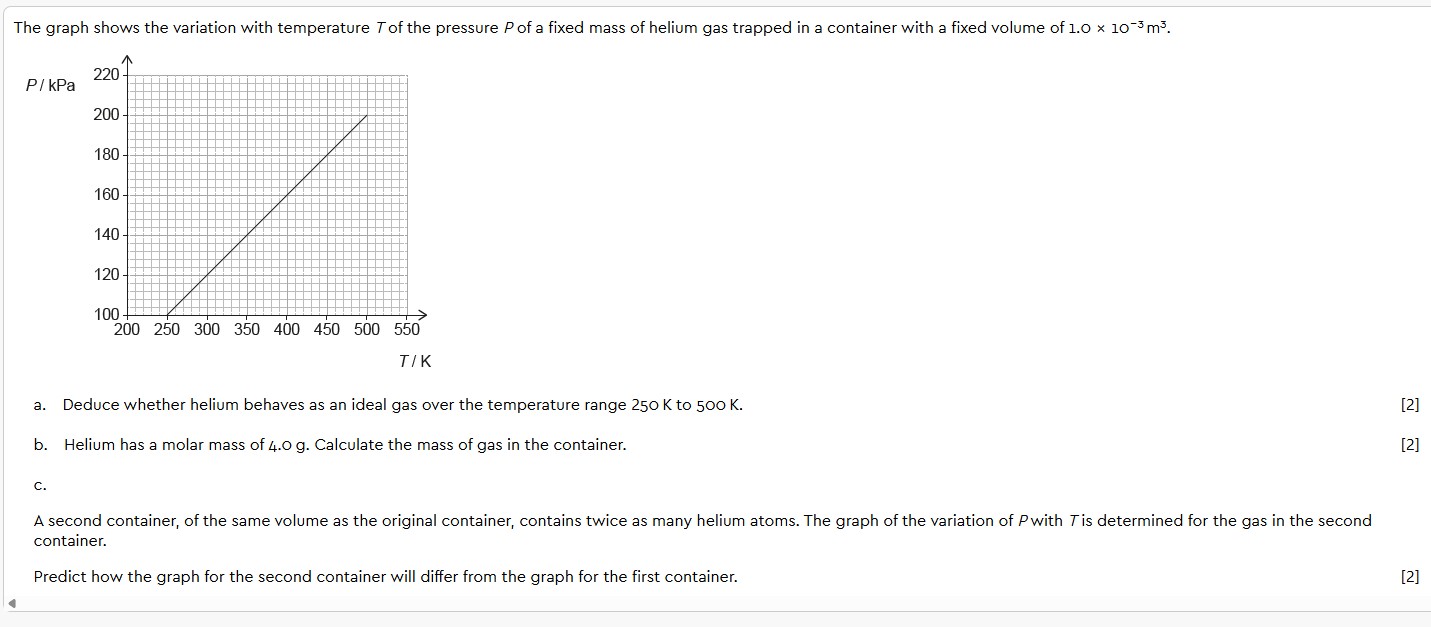 The graph shows the variation with temperature T of the pressure P of a fixed mass of helium gas trapped in a container with a fixed volume of 1.0 × 10⁻³ m³.
P / kPa
220
200
180
160
140
120
100
200 250 300 350 400 450 500 550
T / K
a. Deduce whether helium behaves as an ideal gas over the temperature range 250 K to 500 K. [2]
b. Helium has a molar mass of 4.0 g. Calculate the mass of gas in the container. [2]
c.
A second container, of the same volume as the original container, contains twice as many helium atoms. The graph of the variation of P with T is determined for the gas in the second
container.
Predict how the graph for the second container will differ from the graph for the first container. [2]